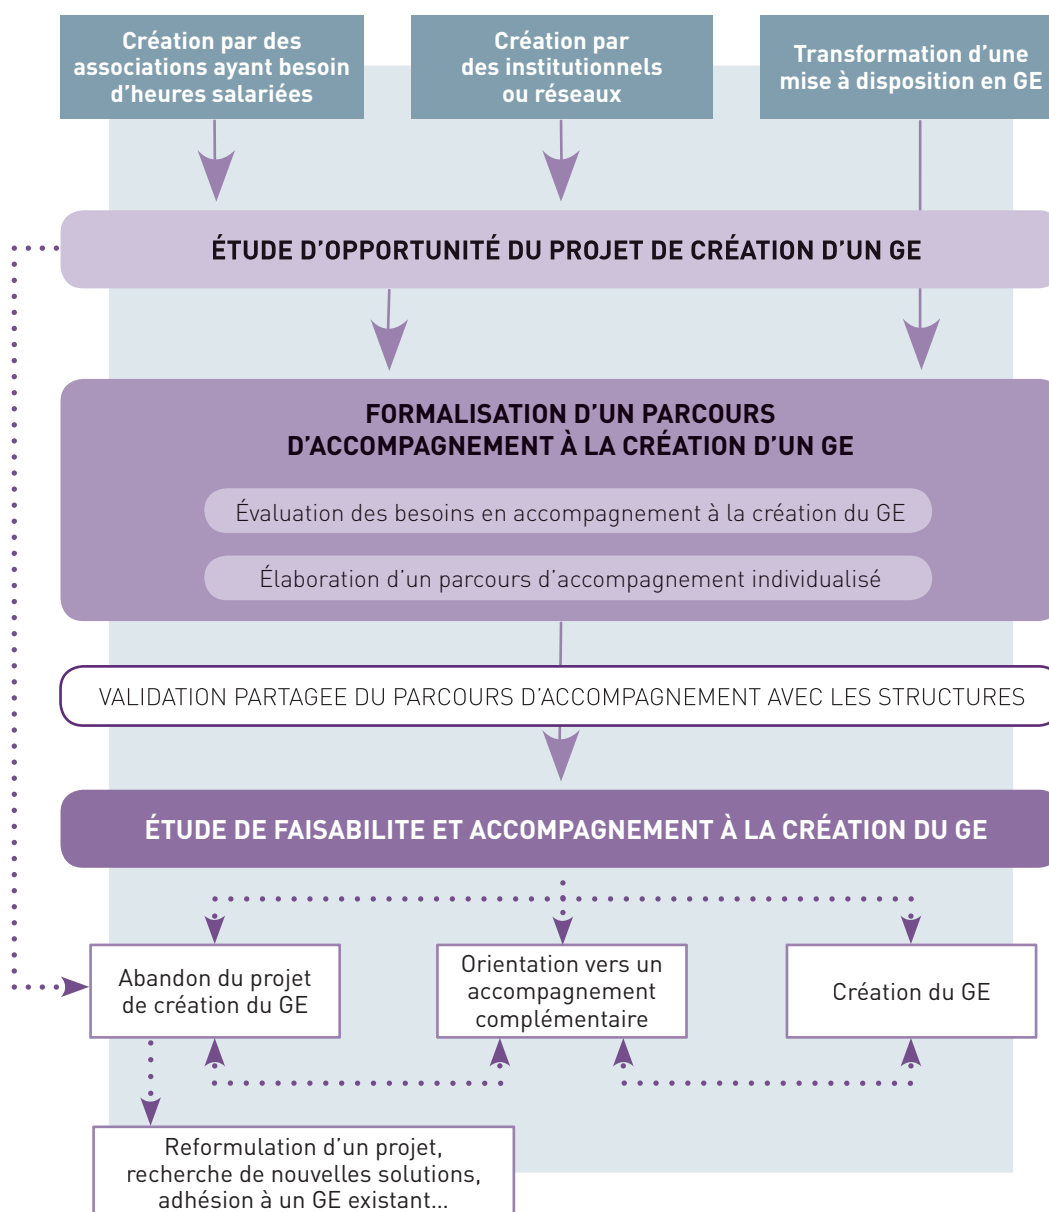 Création par des
associations ayant besoin
d'heures salariées
Création par
des institutionnels
ou réseaux
Transformation d'une
mise à disposition en GE
ÉTUDE D'OPPORTUNITÉ DU PROJET DE CRÉATION D'UN GE
FORMALISATION D'UN PARCOURS
D'ACCOMPAGNEMENT À LA CRÉATION D'UN GE
Évaluation des besoins en accompagnement à la création du GE
Élaboration d'un parcours d'accompagnement individualisé
VALIDATION PARTAGEE DU PARCOURS D'ACCOMPAGNEMENT AVEC LES STRUCTURES
ÉTUDE DE FAISABILITE ET ACCOMPAGNEMENT À LA CRÉATION DU GE
Abandon du projet
de création du GE
Orientation vers un
accompagnement
complémentaire
Création du GE
Reformulation d'un projet,
recherche de nouvelles solutions,
adhésion à un GE existant...